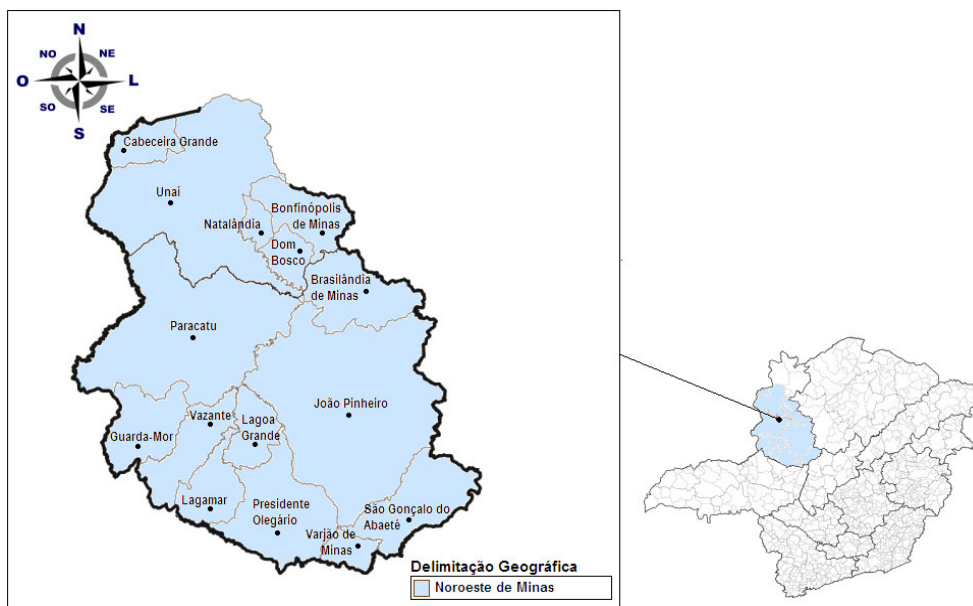 N
NO
NE
O
L
SO
SE
S
Cabeceira Grande
Unai
Bonfinópolis
de Minas
Natalândia
Dom
Bosco
Brasilândia
de Minas
Paracatu
João Pinheiro
Vazante
Lagoa
Grande
Guarda-Mor
Lagamar
Presidente
Olegário
São Gonçalo do
Abaeté
Varjão de
Minas
Delimitação Geográfica
Noroeste de Minas